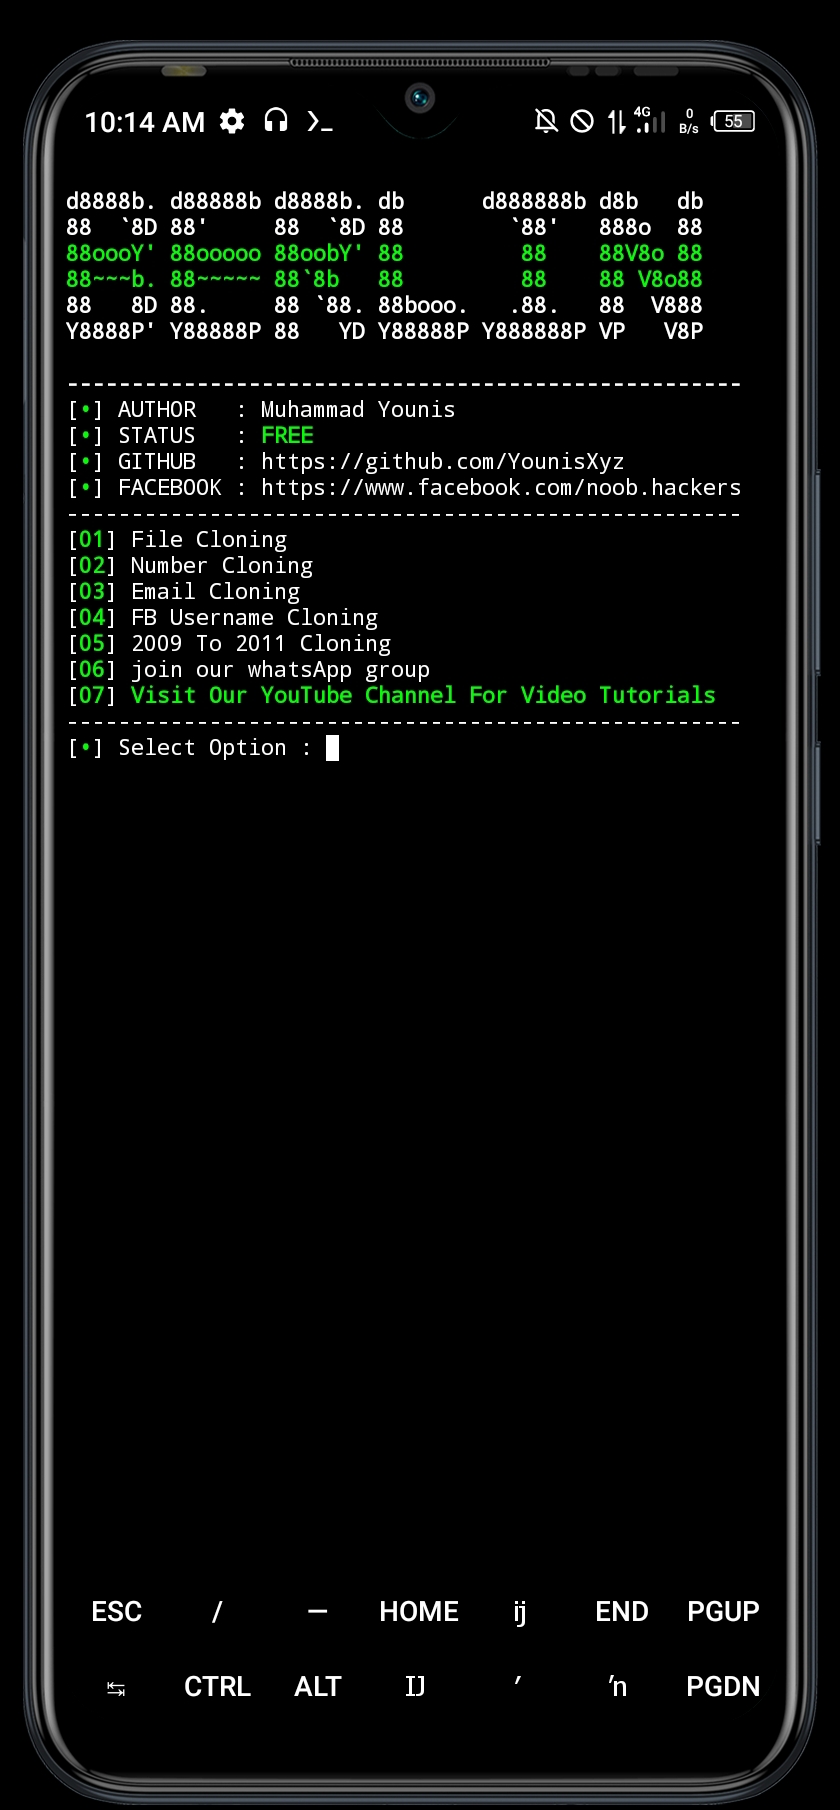 10:14 AM 4G 0 B/s 55
d8888b. d88888b d8888b. db      d888888b d8b   db
88  `8D 88'     88  `8D 88        `88'   888o  88
88oooY' 88ooooo 88oobY' 88         88    88V8o 88
88~~~b. 88~~~~~ 88`8b   88         88    88 V8o88
88   8D 88.     88 `88. 88booo.   .88.   88  V888
Y8888P' Y88888P 88   YD Y88888P Y888888P VP   V8P
----------------------------------------------------
[•] AUTHOR   : Muhammad Younis
[•] STATUS   : FREE
[•] GITHUB   : https://github.com/YounisXyz
[•] FACEBOOK : https://www.facebook.com/noob.hackers
----------------------------------------------------
[01] File Cloning
[02] Number Cloning
[03] Email Cloning
[04] FB Username Cloning
[05] 2009 To 2011 Cloning
[06] join our whatsApp group
[07] Visit Our YouTube Channel For Video Tutorials
----------------------------------------------------
[•] Select Option :
ESC / — HOME ĳ END PGUP
↹ CTRL ALT Ĳ ′ ŉ PGDN